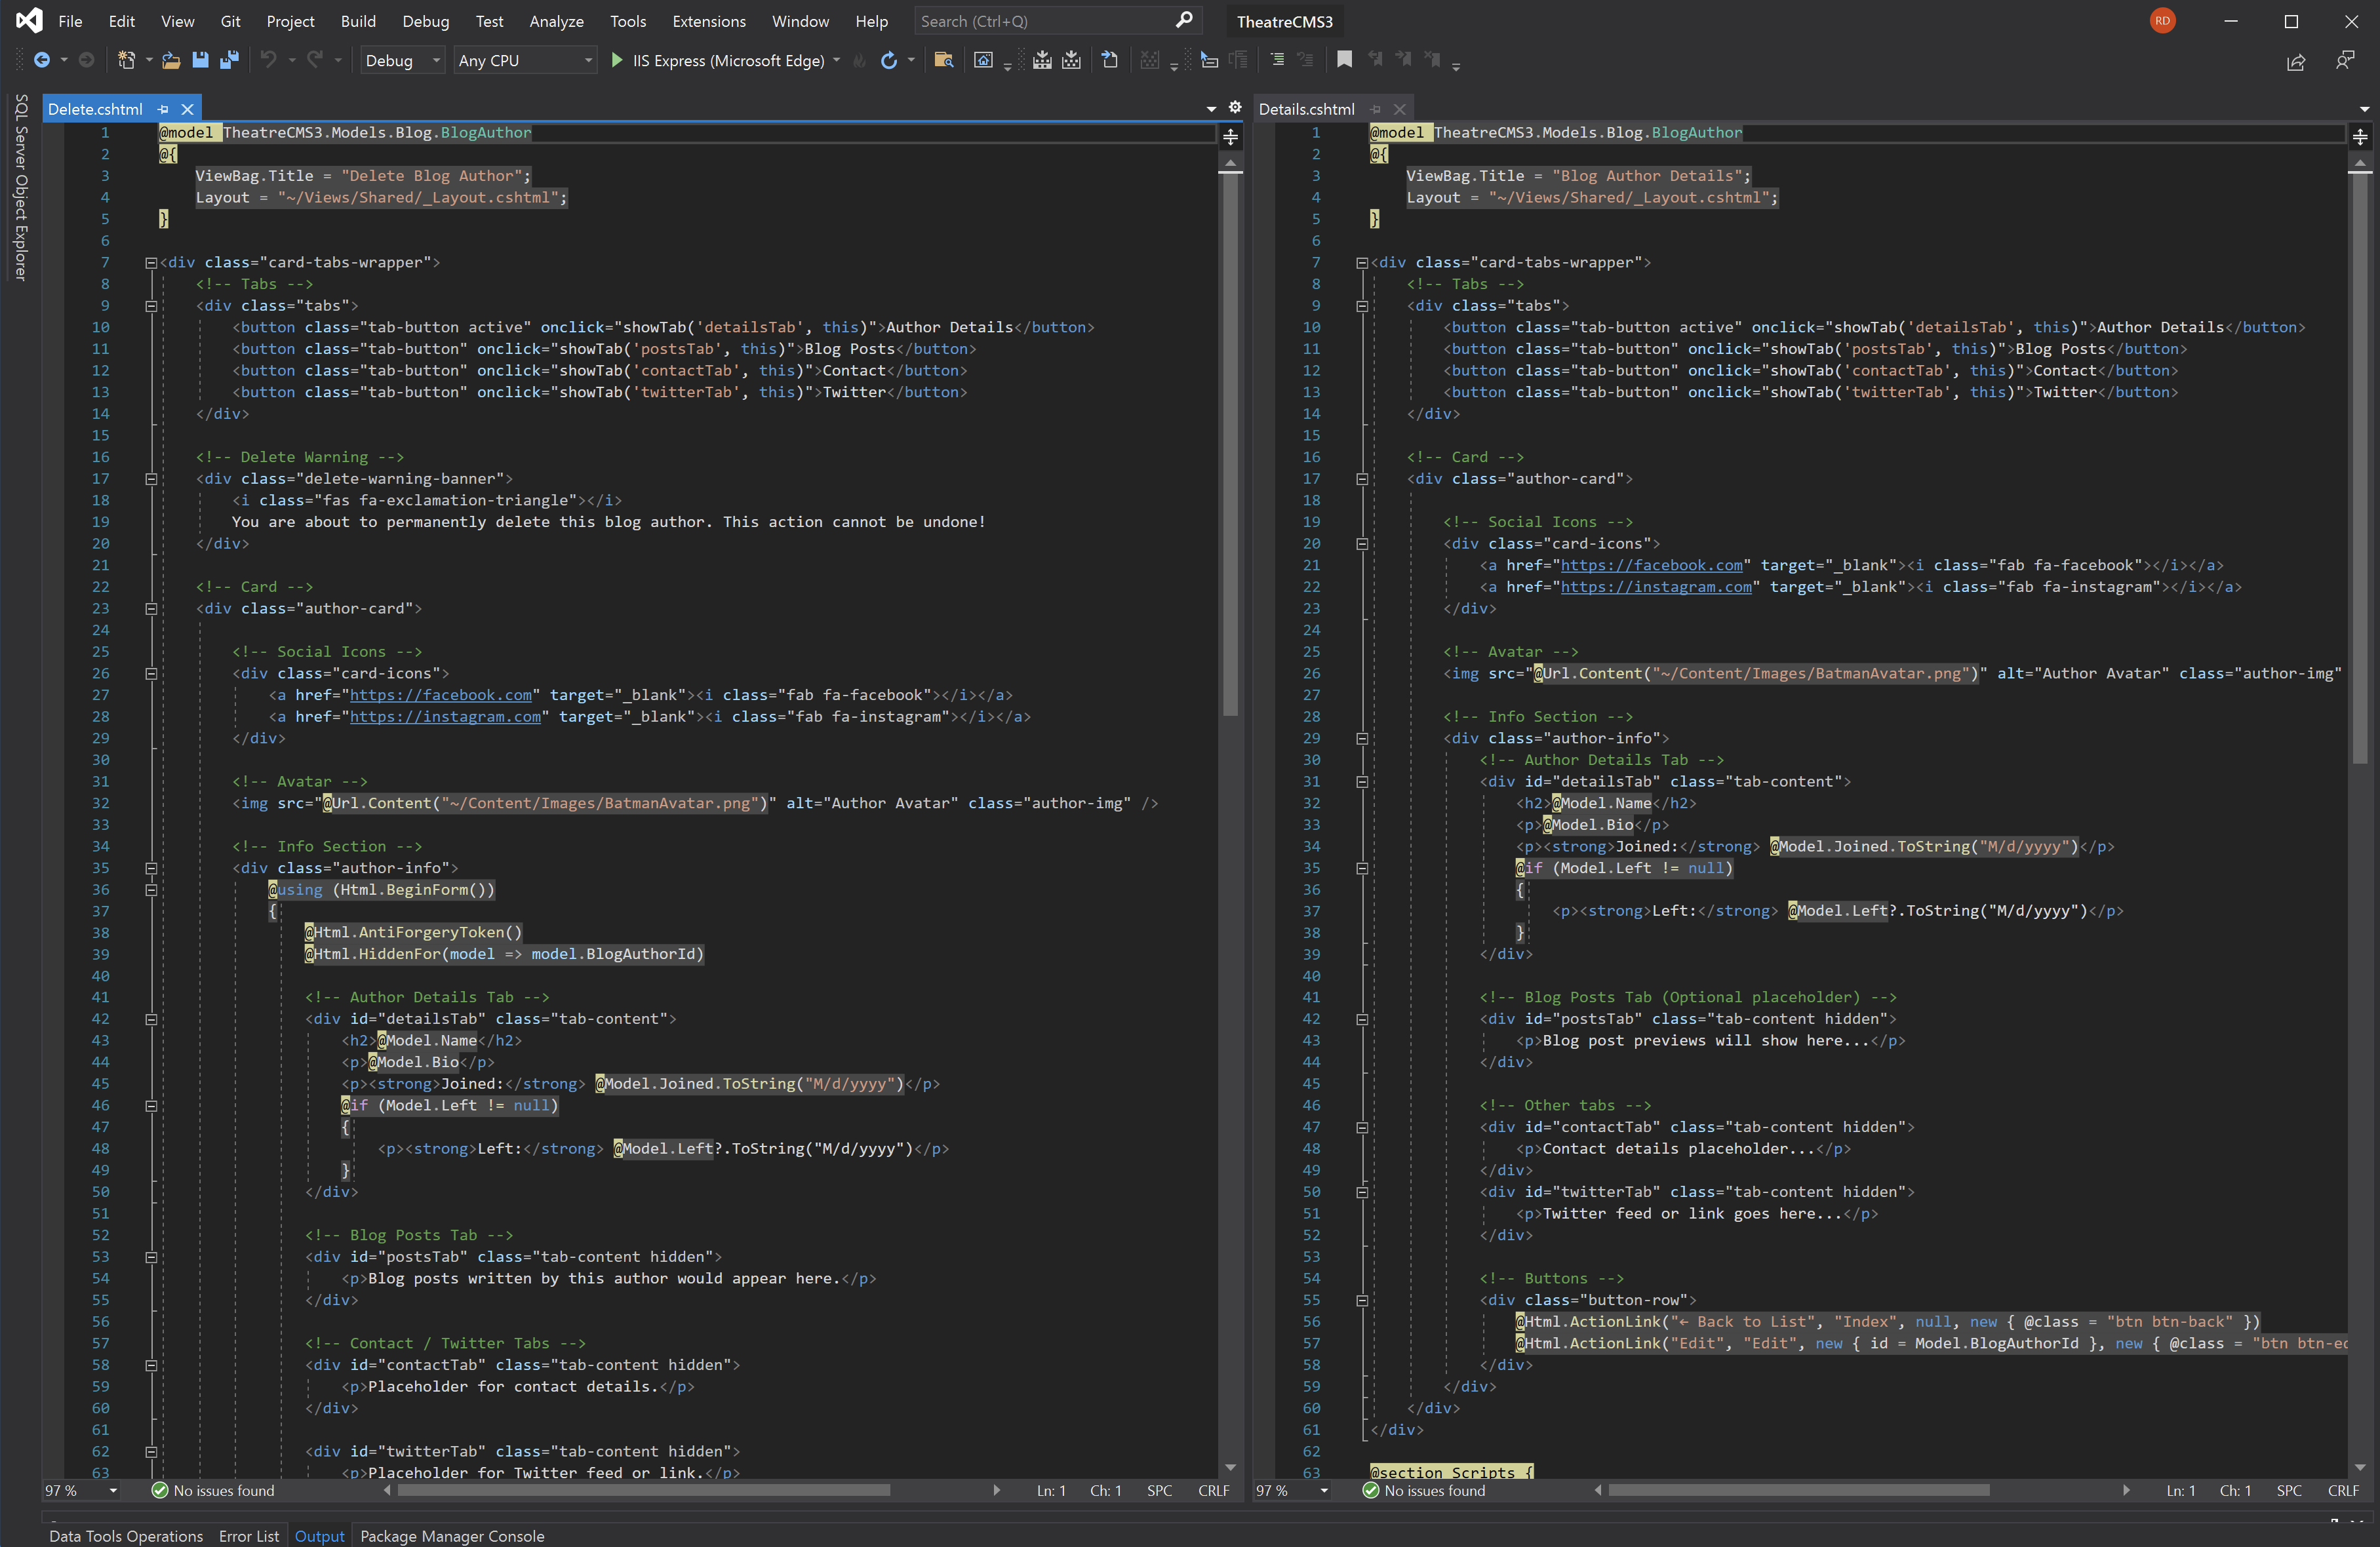 File Edit View Git Project Build Debug Test Analyze Tools Extensions Window Help Search (Ctrl+Q) TheatreCMS3 RD
Debug Any CPU IIS Express (Microsoft Edge)
SQL Server Object Explorer
Delete.cshtml
1 @model TheatreCMS3.Models.Blog.BlogAuthor
2 @{
3 ViewBag.Title = "Delete Blog Author";
4 Layout = "~/Views/Shared/_Layout.cshtml";
5 }
6
7 <div class="card-tabs-wrapper">
8 <!-- Tabs -->
9 <div class="tabs">
10 <button class="tab-button active" onclick="showTab('detailsTab', this)">Author Details</button>
11 <button class="tab-button" onclick="showTab('postsTab', this)">Blog Posts</button>
12 <button class="tab-button" onclick="showTab('contactTab', this)">Contact</button>
13 <button class="tab-button" onclick="showTab('twitterTab', this)">Twitter</button>
14 </div>
15
16 <!-- Delete Warning -->
17 <div class="delete-warning-banner">
18 <i class="fas fa-exclamation-triangle"></i>
19 You are about to permanently delete this blog author. This action cannot be undone!
20 </div>
21
22 <!-- Card -->
23 <div class="author-card">
24
25 <!-- Social Icons -->
26 <div class="card-icons">
27 <a href="https://facebook.com" target="_blank"><i class="fab fa-facebook"></i></a>
28 <a href="https://instagram.com" target="_blank"><i class="fab fa-instagram"></i></a>
29 </div>
30
31 <!-- Avatar -->
32 <img src="@Url.Content("~/Content/Images/BatmanAvatar.png")" alt="Author Avatar" class="author-img" />
33
34 <!-- Info Section -->
35 <div class="author-info">
36 @using (Html.BeginForm())
37 {
38 @Html.AntiForgeryToken()
39 @Html.HiddenFor(model => model.BlogAuthorId)
40
41 <!-- Author Details Tab -->
42 <div id="detailsTab" class="tab-content">
43 <h2>@Model.Name</h2>
44 <p>@Model.Bio</p>
45 <p><strong>Joined:</strong> @Model.Joined.ToString("M/d/yyyy")</p>
46 @if (Model.Left != null)
47 {
48 <p><strong>Left:</strong> @Model.Left?.ToString("M/d/yyyy")</p>
49 }
50 </div>
51
52 <!-- Blog Posts Tab -->
53 <div id="postsTab" class="tab-content hidden">
54 <p>Blog posts written by this author would appear here.</p>
55 </div>
56
57 <!-- Contact / Twitter Tabs -->
58 <div id="contactTab" class="tab-content hidden">
59 <p>Placeholder for contact details.</p>
60 </div>
61
62 <div id="twitterTab" class="tab-content hidden">
63 <p>Placeholder for Twitter feed or link.</p>
97 % No issues found Ln: 1 Ch: 1 SPC CRLF
Details.cshtml
1 @model TheatreCMS3.Models.Blog.BlogAuthor
2 @{
3 ViewBag.Title = "Blog Author Details";
4 Layout = "~/Views/Shared/_Layout.cshtml";
5 }
6
7 <div class="card-tabs-wrapper">
8 <!-- Tabs -->
9 <div class="tabs">
10 <button class="tab-button active" onclick="showTab('detailsTab', this)">Author Details</button>
11 <button class="tab-button" onclick="showTab('postsTab', this)">Blog Posts</button>
12 <button class="tab-button" onclick="showTab('contactTab', this)">Contact</button>
13 <button class="tab-button" onclick="showTab('twitterTab', this)">Twitter</button>
14 </div>
15
16 <!-- Card -->
17 <div class="author-card">
18
19 <!-- Social Icons -->
20 <div class="card-icons">
21 <a href="https://facebook.com" target="_blank"><i class="fab fa-facebook"></i></a>
22 <a href="https://instagram.com" target="_blank"><i class="fab fa-instagram"></i></a>
23 </div>
24
25 <!-- Avatar -->
26 <img src="@Url.Content("~/Content/Images/BatmanAvatar.png")" alt="Author Avatar" class="author-img"
27
28 <!-- Info Section -->
29 <div class="author-info">
30 <!-- Author Details Tab -->
31 <div id="detailsTab" class="tab-content">
32 <h2>@Model.Name</h2>
33 <p>@Model.Bio</p>
34 <p><strong>Joined:</strong> @Model.Joined.ToString("M/d/yyyy")</p>
35 @if (Model.Left != null)
36 {
37 <p><strong>Left:</strong> @Model.Left?.ToString("M/d/yyyy")</p>
38 }
39 </div>
40
41 <!-- Blog Posts Tab (Optional placeholder) -->
42 <div id="postsTab" class="tab-content hidden">
43 <p>Blog post previews will show here...</p>
44 </div>
45
46 <!-- Other tabs -->
47 <div id="contactTab" class="tab-content hidden">
48 <p>Contact details placeholder...</p>
49 </div>
50 <div id="twitterTab" class="tab-content hidden">
51 <p>Twitter feed or link goes here...</p>
52 </div>
53
54 <!-- Buttons -->
55 <div class="button-row">
56 @Html.ActionLink("← Back to List", "Index", null, new { @class = "btn btn-back" })
57 @Html.ActionLink("Edit", "Edit", new { id = Model.BlogAuthorId }, new { @class = "btn btn-ed
58 </div>
59 </div>
60 </div>
61 </div>
62
63 @section Scripts {
97 % No issues found Ln: 1 Ch: 1 SPC CRLF
Data Tools Operations Error List Output Package Manager Console